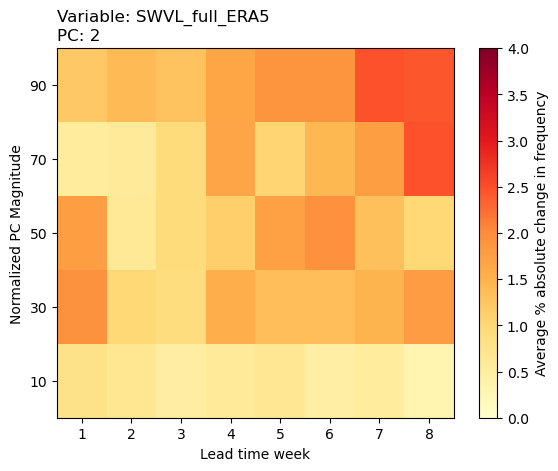 Variable: SWVL_full_ERA5
PC: 2
Normalized PC Magnitude
90
70
50
30
10
1 2 3 4 5 6 7 8
Lead time week
4.0
3.5
3.0
2.5
2.0
1.5
1.0
0.5
0.0
Average % absolute change in frequency